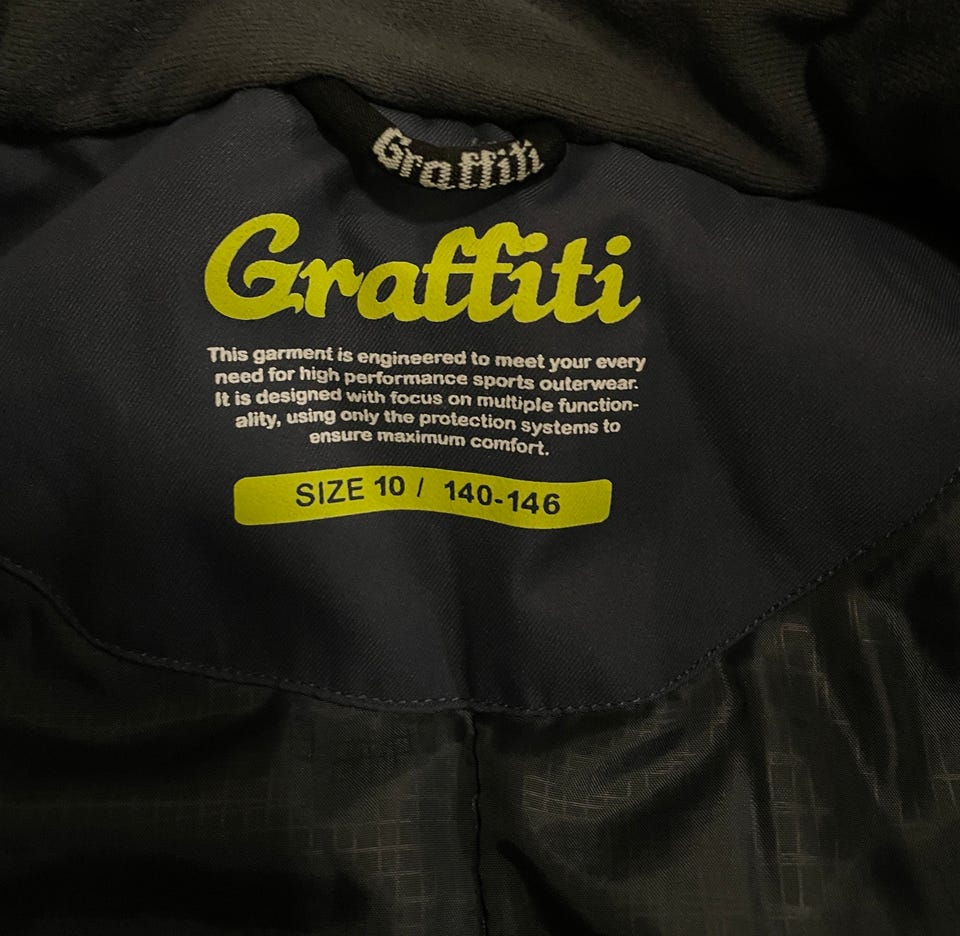 Graffiti
Graffiti
This garment is engineered to meet your every
need for high performance sports outerwear.
It is designed with focus on multiple function-
ality, using only the protection systems to
ensure maximum comfort.
SIZE 10 / 140-146